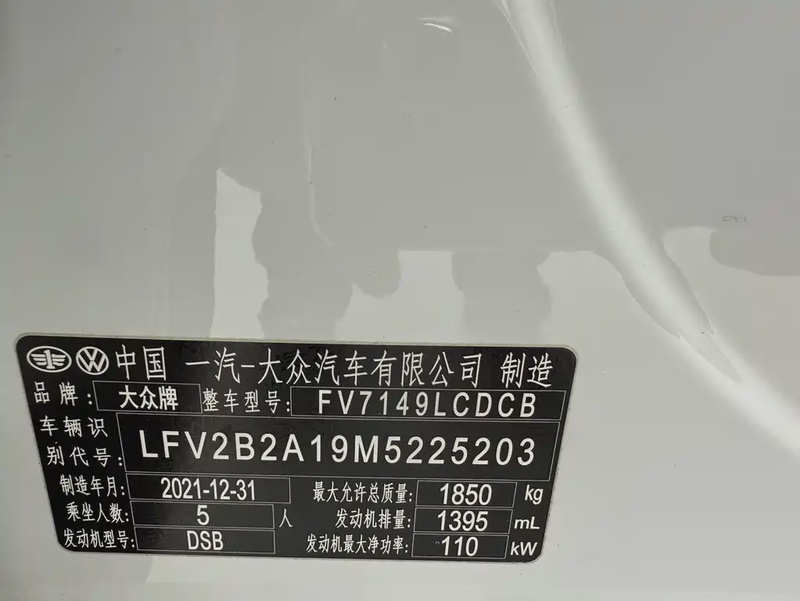 中国 一汽-大众汽车有限公司 制造
品牌: 大众牌 整车型号: FV7149LCDCB
车辆识
别代号: LFV2B2A19M5225203
制造年月: 2021-12-31 最大允许总质量: 1850 kg
乘坐人数: 5 人 发动机排量: 1395 mL
发动机型号: DSB 发动机最大净功率: 110 kW